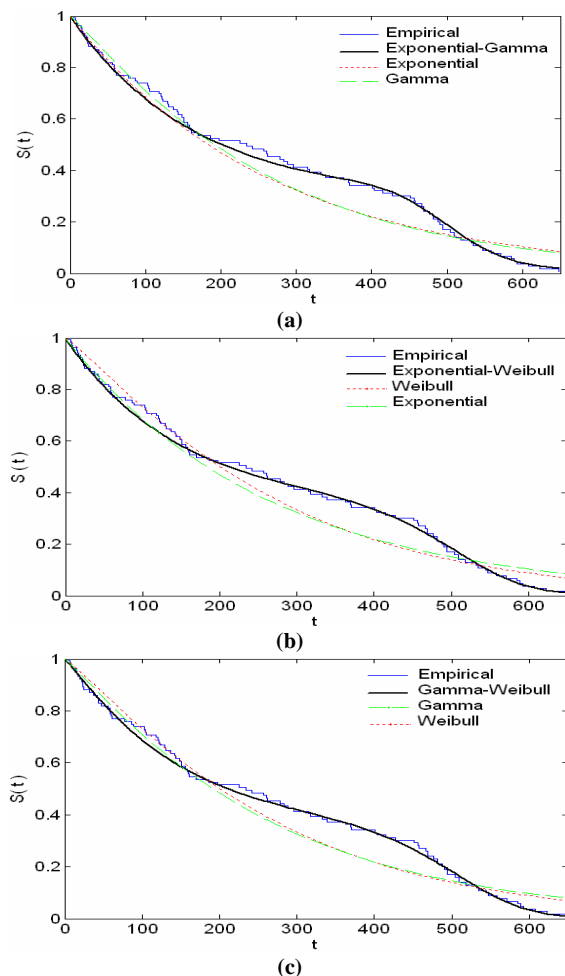 1
0.8
0.6
0.4
0.2
0
S(t)
Empirical
Exponential-Gamma
Exponential
Gamma
0 100 200 300 400 500 600
t
(a)
1
0.8
0.6
0.4
0.2
0
S(t)
Empirical
Exponential-Weibull
Weibull
Exponential
0 100 200 300 400 500 600
t
(b)
1
0.8
0.6
0.4
0.2
0
S(t)
Empirical
Gamma-Weibull
Gamma
Weibull
0 100 200 300 400 500 600
t
(c)